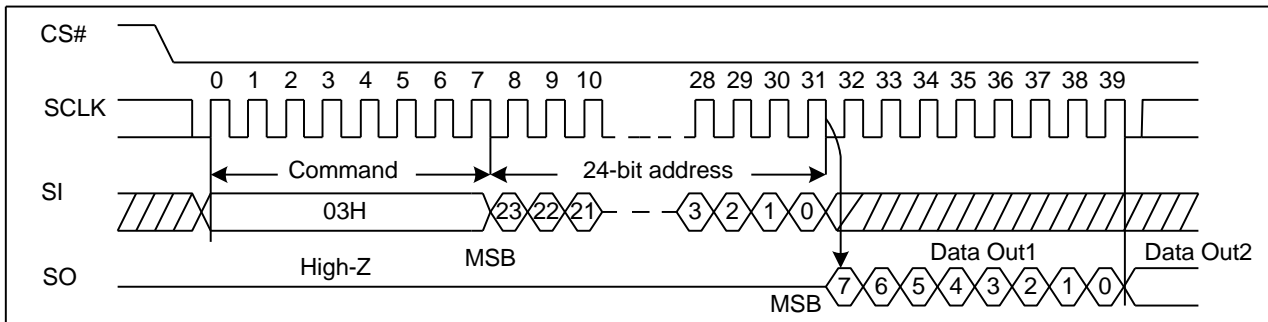 CS#
0 1 2 3 4 5 6 7 8 9 10 28 29 30 31 32 33 34 35 36 37 38 39
SCLK
Command 24-bit address
SI
03H 23 22 21 3 2 1 0
High-Z MSB Data Out1 Data Out2
SO
MSB 7 6 5 4 3 2 1 0